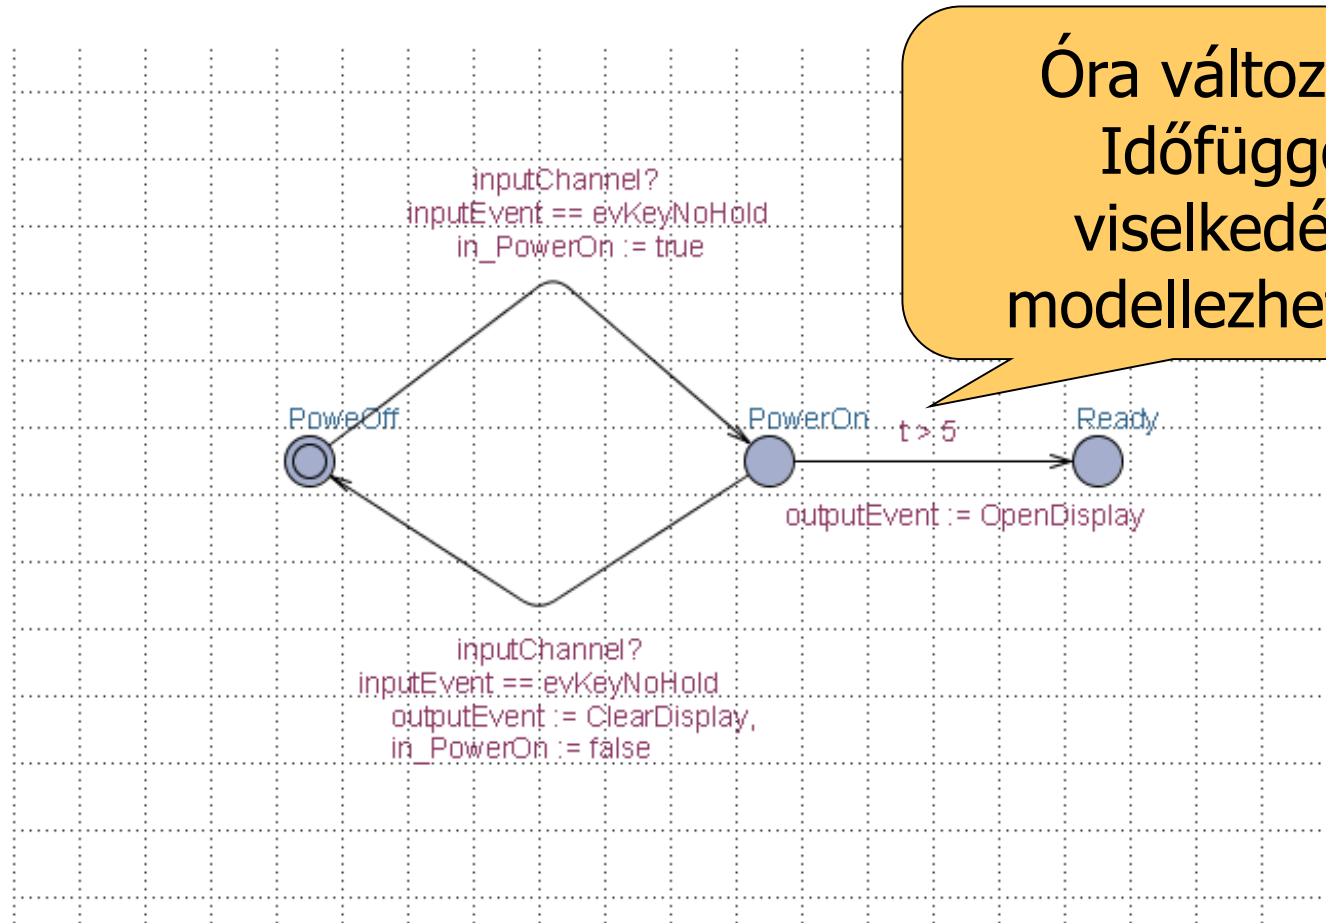 Óra változ
Időfügg
viselkedé
modellezhe
inputChannel?
inputEvent == evKeyNoHold
in_PowerOn := true
PoweOff
PowerOn
t > 5
Ready
outputEvent := OpenDisplay
inputChannel?
inputEvent == evKeyNoHold
outputEvent := ClearDisplay,
in_PowerOn := false